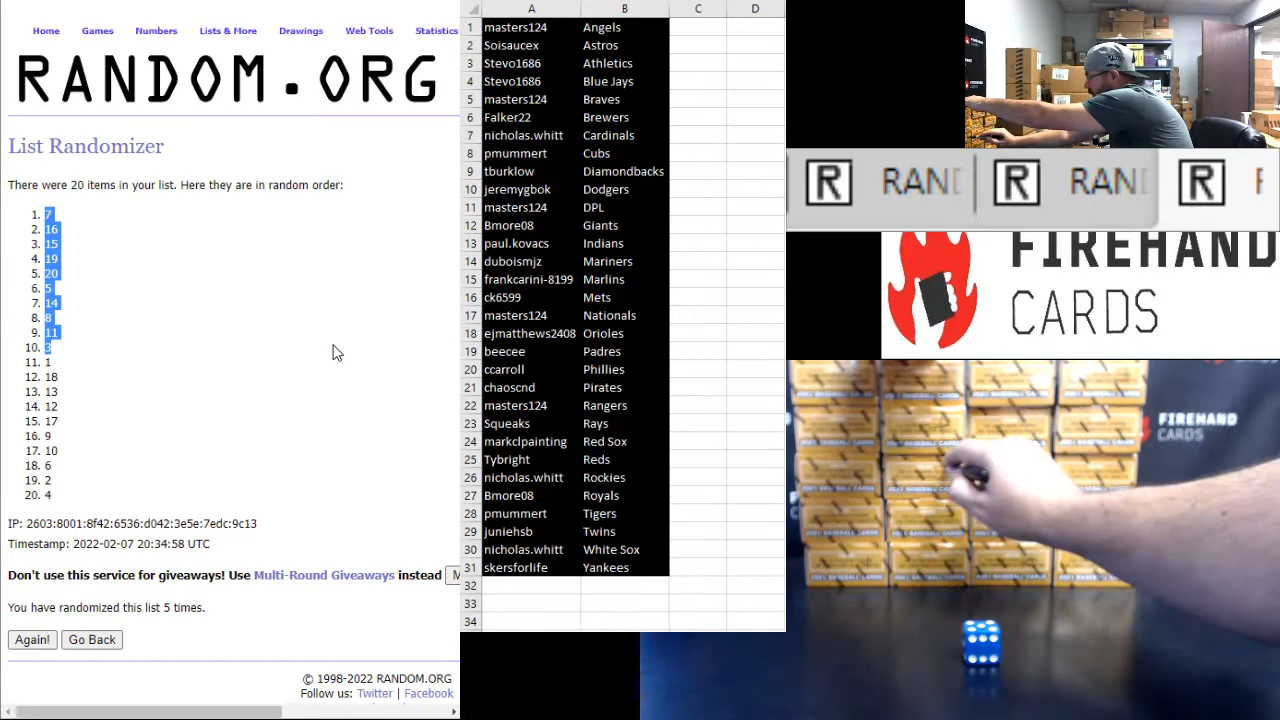 Home Games Numbers Lists & More Drawings Web Tools Statistics
RANDOM.ORG
List Randomizer
There were 20 items in your list. Here they are in random order:
1. 7
2. 16
3. 15
4. 19
5. 20
6. 5
7. 14
8. 8
9. 11
10. 3
11. 1
12. 18
13. 13
14. 12
15. 17
16. 9
17. 10
18. 6
19. 2
20. 4
IP: 2603:8001:8f42:6536:d042:3e5e:7edc:9c13
Timestamp: 2022-02-07 20:34:58 UTC
Don't use this service for giveaways! Use Multi-Round Giveaways instead
You have randomized this list 5 times.
Again! Go Back
© 1998-2022 RANDOM.ORG
Follow us: Twitter | Facebook
A B C D
1 masters124 Angels
2 Soisaucex Astros
3 Stevo1686 Athletics
4 Stevo1686 Blue Jays
5 masters124 Braves
6 Falker22 Brewers
7 nicholas.whitt Cardinals
8 pmummert Cubs
9 tburklow Diamondbacks
10 jeremygbok Dodgers
11 masters124 DPL
12 Bmore08 Giants
13 paul.kovacs Indians
14 duboismjz Mariners
15 frankcarini-8199 Marlins
16 ck6599 Mets
17 masters124 Nationals
18 ejmatthews2408 Orioles
19 beecee Padres
20 ccarroll Phillies
21 chaoscnd Pirates
22 masters124 Rangers
23 Squeaks Rays
24 markclpainting Red Sox
25 Tybright Reds
26 nicholas.whitt Rockies
27 Bmore08 Royals
28 pmummert Tigers
29 juniehsb Twins
30 nicholas.whitt White Sox
31 skersforlife Yankees
32
33
34
R RAND R RAN R
FIREHAND
CARDS
FIREHAND
CARDS